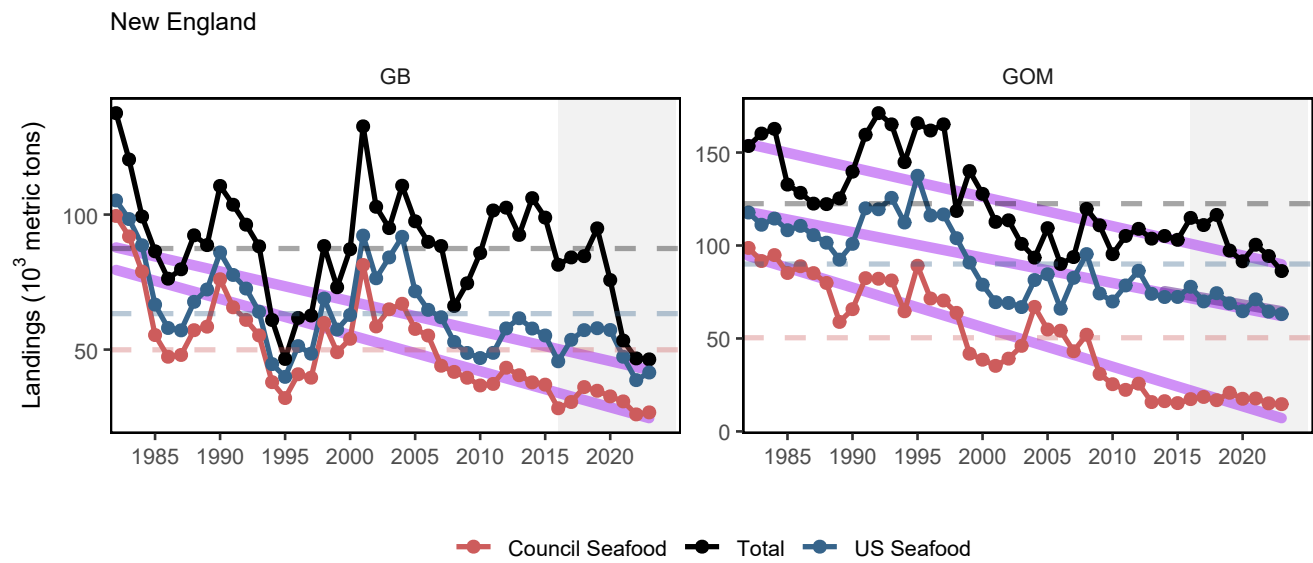 New England
GB
GOM
Landings (10³ metric tons)
100
50
150
100
50
0
1985 1990 1995 2000 2005 2010 2015 2020
1985 1990 1995 2000 2005 2010 2015 2020
Council Seafood Total US Seafood